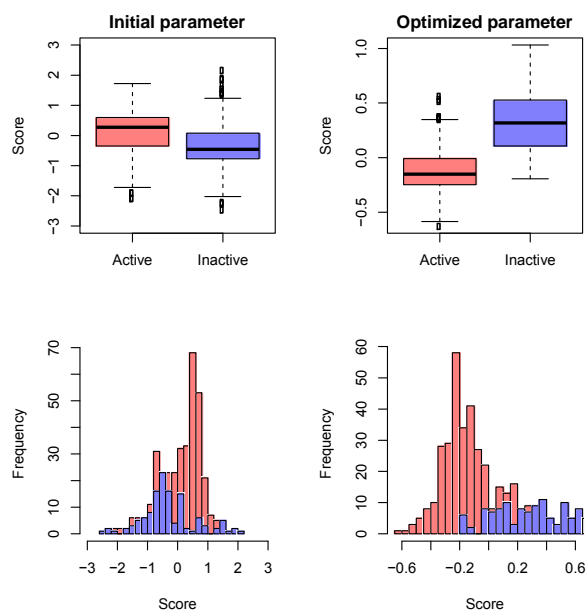 Initial parameter
Score
3
2
1
0
−1
−2
−3
Active Inactive
Optimized parameter
Score
1.0
0.5
0.0
−0.5
Active Inactive
Frequency
70
50
30
10
0
−3 −2 −1 0 1 2 3
Score
Frequency
60
50
40
30
20
10
0
−0.6 −0.2 0.2 0.6
Score